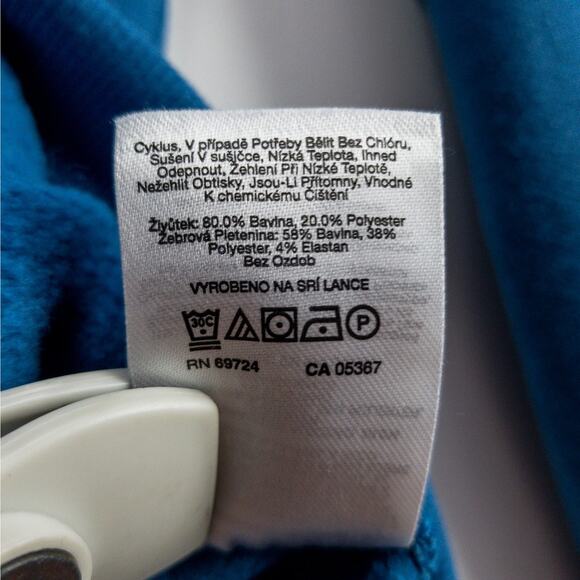 Cyklus, V případě Potřeby Bělit Bez Chlóru,
Sušení V sušjčce, Nízká Teplota, Ihned
Odepnout, Žehlení Při Nízké Teplotě,
Nežehlit Obtisky, Jsou-Li Přítomny, Vhodné
K chemickému Čištění
Živůtek: 80.0% Bavlna, 20.0% Polyester
Žebrová Pletenina: 58% Bavlna, 38%
Polyester, 4% Elastan
Bez Ozdob
VYROBENO NA SRÍ LANCE
30C P
RN 69724 CA 05367